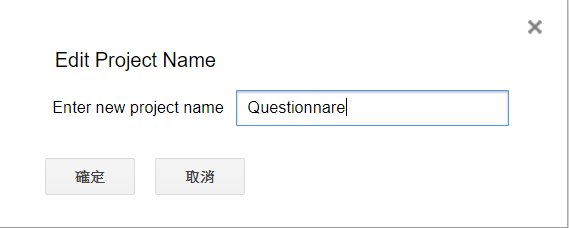 Edit Project Name
Enter new project name Questionnare
確定 取消